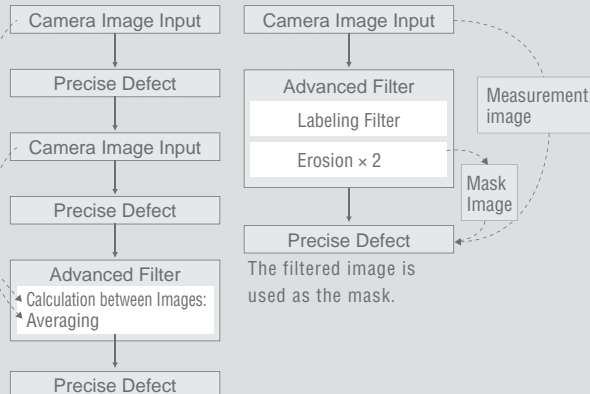 Camera Image Input
Precise Defect
Camera Image Input
Precise Defect
Advanced Filter
Calculation between Images:
Averaging
Precise Defect
Camera Image Input
Advanced Filter
Labeling Filter
Erosion × 2
Measurement
image
Mask
Image
Precise Defect
The filtered image is
used as the mask.